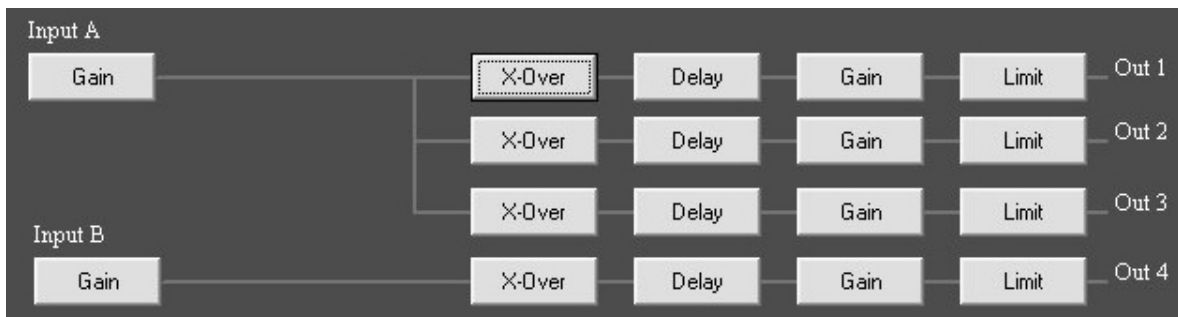 Input A
Gain X-Over Delay Gain Limit Out 1
X-Over Delay Gain Limit Out 2
X-Over Delay Gain Limit Out 3
Input B
Gain X-Over Delay Gain Limit Out 4